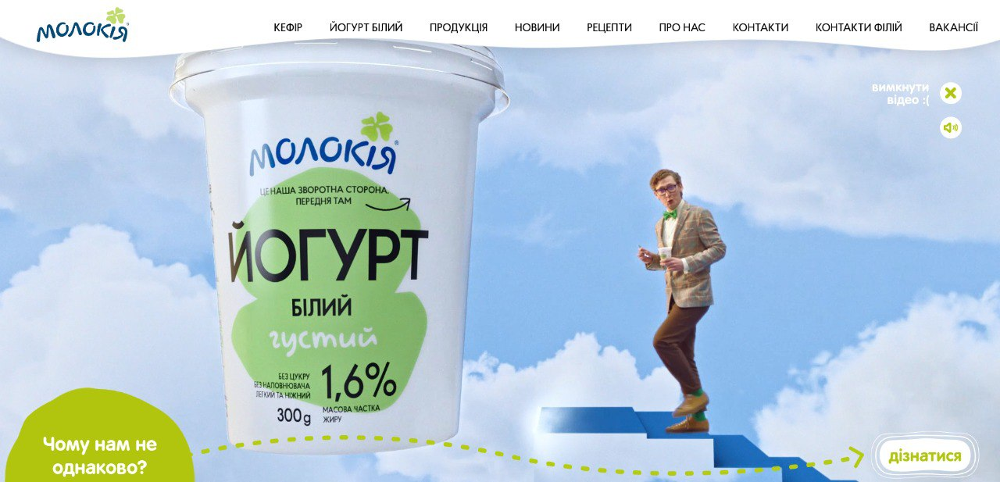 МОЛОКІЯ
КЕФІР
ЙОГУРТ БІЛИЙ
ПРОДУКЦІЯ
НОВИНИ
РЕЦЕПТИ
ПРО НАС
КОНТАКТИ
КОНТАКТИ ФІЛІЙ
ВАКАНСІЇ
вимкнути
відео :(
МОЛОКІЯ®
ЦЕ НАША ЗВОРОТНА СТОРОНА.
ПЕРЕДНЯ ТАМ
ЙОГУРТ
БІЛИЙ
густий
БЕЗ ЦУКРУ
БЕЗ НАПОВНЮВАЧА
ЛЕГКИЙ ТА НІЖНИЙ
300g
1,6%
МАСОВА ЧАСТКА
ЖИРУ
Чому нам не
однаково?
дізнатися